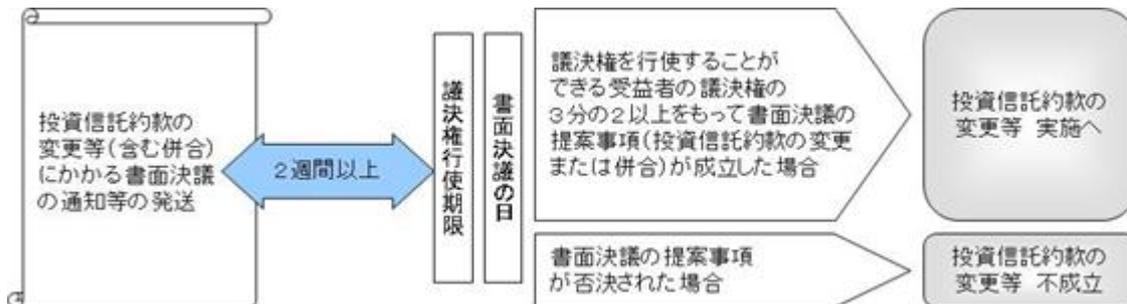 投資信託約款の
変更等(含む併合)
にかかる書面決議
の通知等の発送
2週間以上
議決権行使期限
書面決議の日
議決権を行使することが
できる受益者の議決権の
3分の2以上をもって書面決議の
提案事項(投資信託約款の変更
または併合)が成立した場合
投資信託約款の
変更等 実施へ
書面決議の提案事項
が否決された場合
投資信託約款の
変更等 不成立